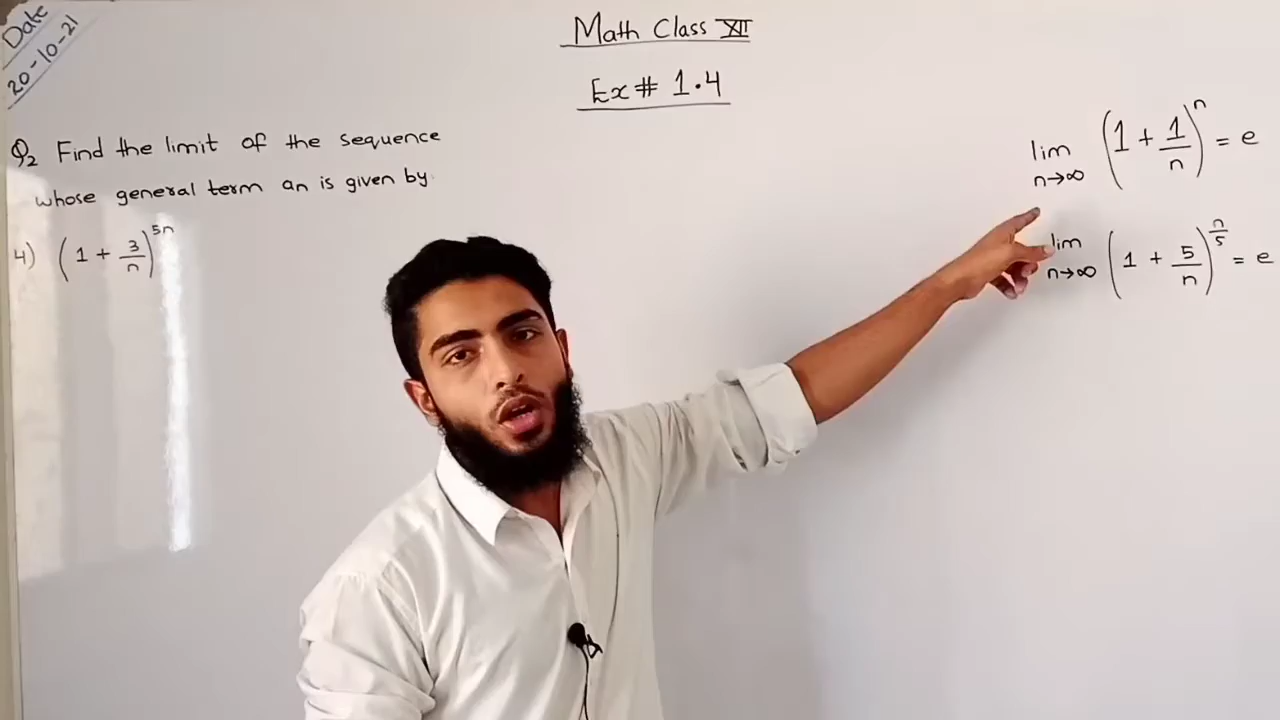 Date
20-10-21
Math Class XII
Ex# 1.4
Q2 Find the limit of the sequence
whose general term an is given by.
4) (1 + 3/n)^5n
lim n→∞ (1 + 1/n)^n = e
lim n→∞ (1 + 5/n)^n/5 = e